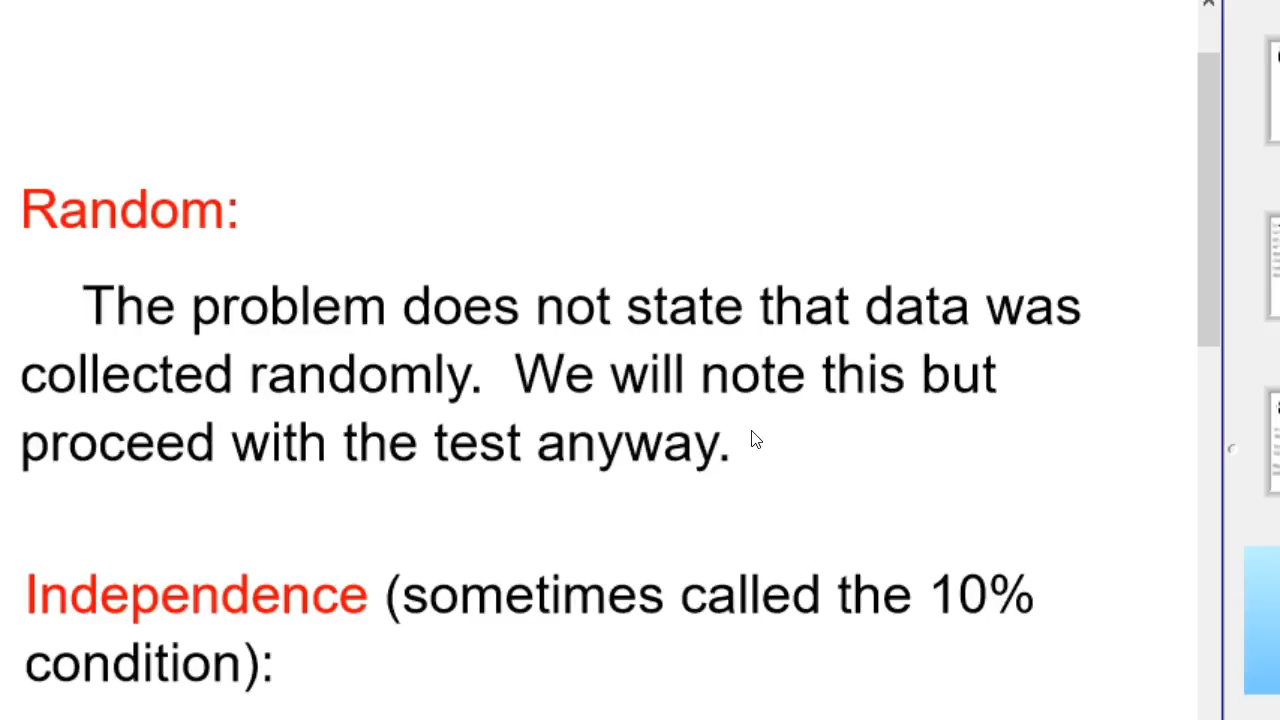 Random:
The problem does not state that data was
collected randomly.  We will note this but
proceed with the test anyway.
Independence (sometimes called the 10%
condition):